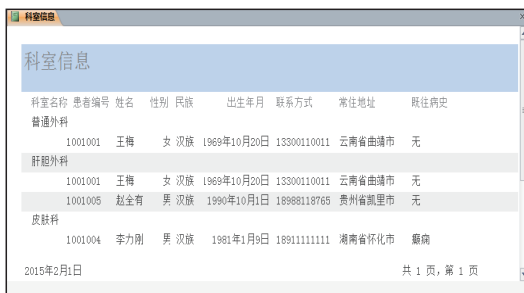 科室信息
科室信息
科室名称 患者编号 姓名 性别 民族 出生年月 联系方式 常住地址 既往病史
普通外科
1001001 王梅 女 汉族 1969年10月20日 13300110011 云南省曲靖市 无
肝胆外科
1001001 王梅 女 汉族 1969年10月20日 13300110011 云南省曲靖市 无
1001005 赵全有 男 汉族 1990年10月1日 18988118765 贵州省凯里市 无
皮肤科
1001004 李力刚 男 汉族 1981年1月9日 18911111111 湖南省怀化市 癫痫
2015年2月1日 共 1 页，第 1 页